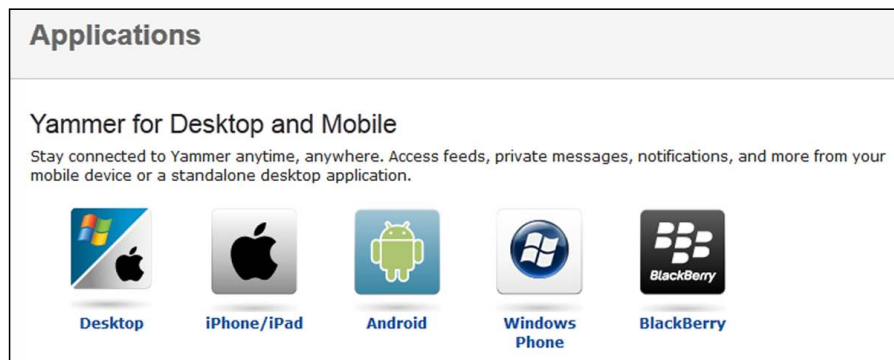 Applications
Yammer for Desktop and Mobile
Stay connected to Yammer anytime, anywhere. Access feeds, private messages, notifications, and more from your
mobile device or a standalone desktop application.
BlackBerry
Desktop
iPhone/iPad
Android
Windows
Phone
BlackBerry